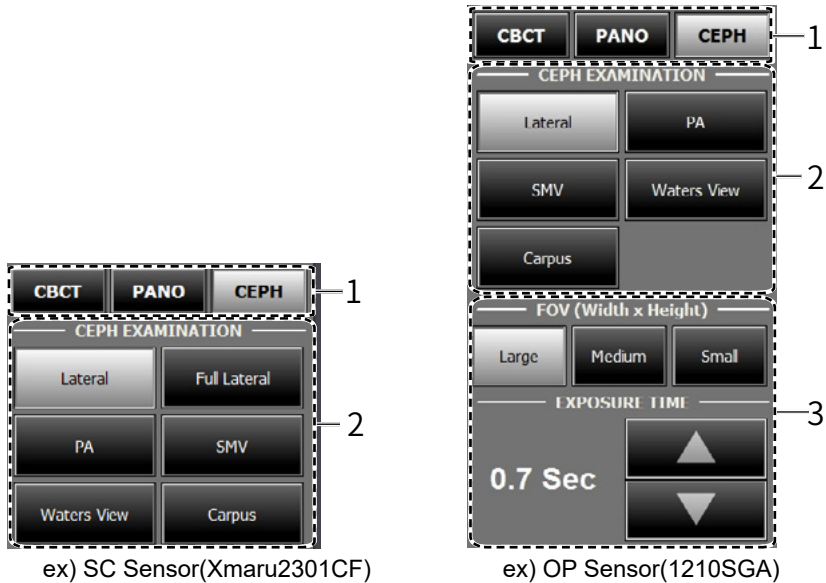 CBCT PANO CEPH 1
CEPH EXAMINATION
Lateral Full Lateral
PA SMV
Waters View Carpus
2
ex) SC Sensor(Xmaru2301CF)
CBCT PANO CEPH 1
CEPH EXAMINATION
Lateral PA
SMV Waters View 2
Carpus
FOV (Width x Height)
Large Medium Small
EXPOSURE TIME 3
0.7 Sec
ex) OP Sensor(1210SGA)